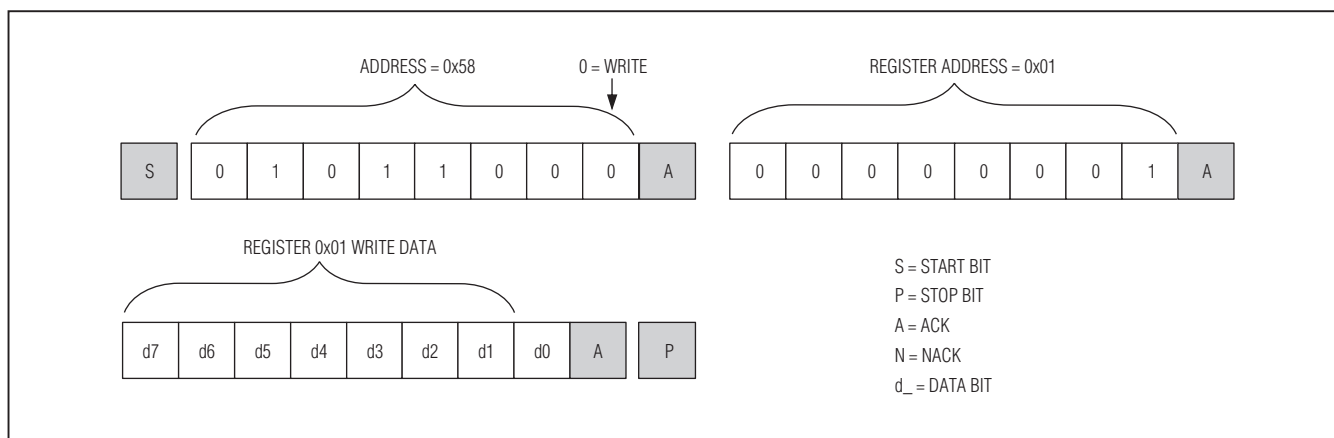 ADDRESS = 0x58 0 = WRITE REGISTER ADDRESS = 0x01
S 0 1 0 1 1 0 0 0 A 0 0 0 0 0 0 0 1 A
REGISTER 0x01 WRITE DATA
d7 d6 d5 d4 d3 d2 d1 d0 A P
S = START BIT
P = STOP BIT
A = ACK
N = NACK
d_ = DATA BIT